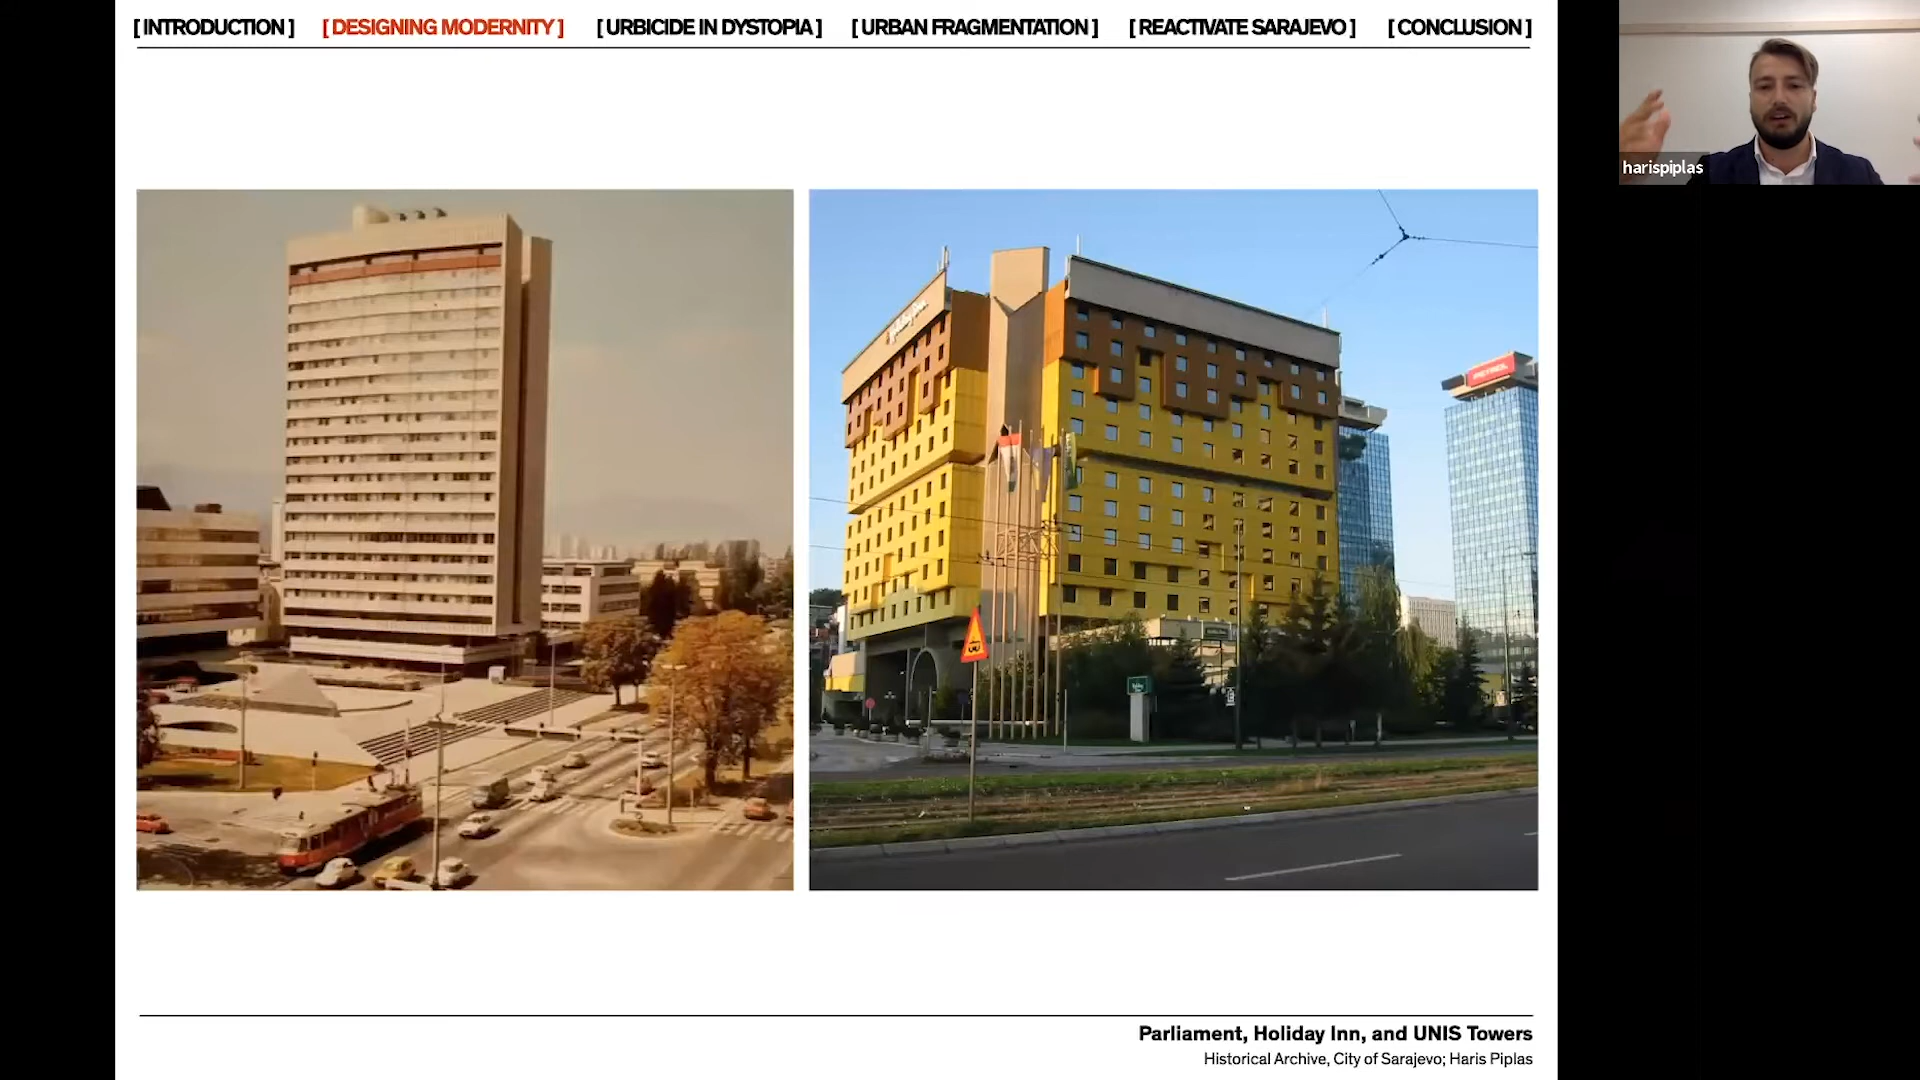 [ INTRODUCTION ] [ DESIGNING MODERNITY ] [ URBICIDE IN DYSTOPIA ] [ URBAN FRAGMENTATION ] [ REACTIVATE SARAJEVO ] [ CONCLUSION ]
harispiplas
Parliament, Holiday Inn, and UNIS Towers
Historical Archive, City of Sarajevo; Haris Piplas